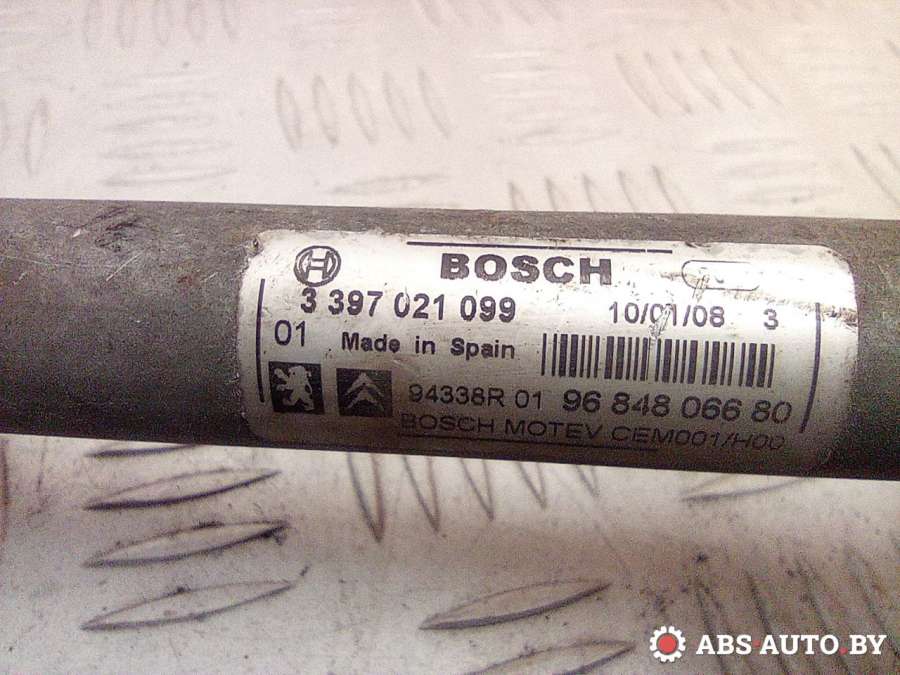 BOSCH
3 397 021 099
10/01/08 3
01
Made in Spain
94338R 01 96 848 066 80
BOSCH MOTEV CEM001/H00
ABS-AUTO.BY